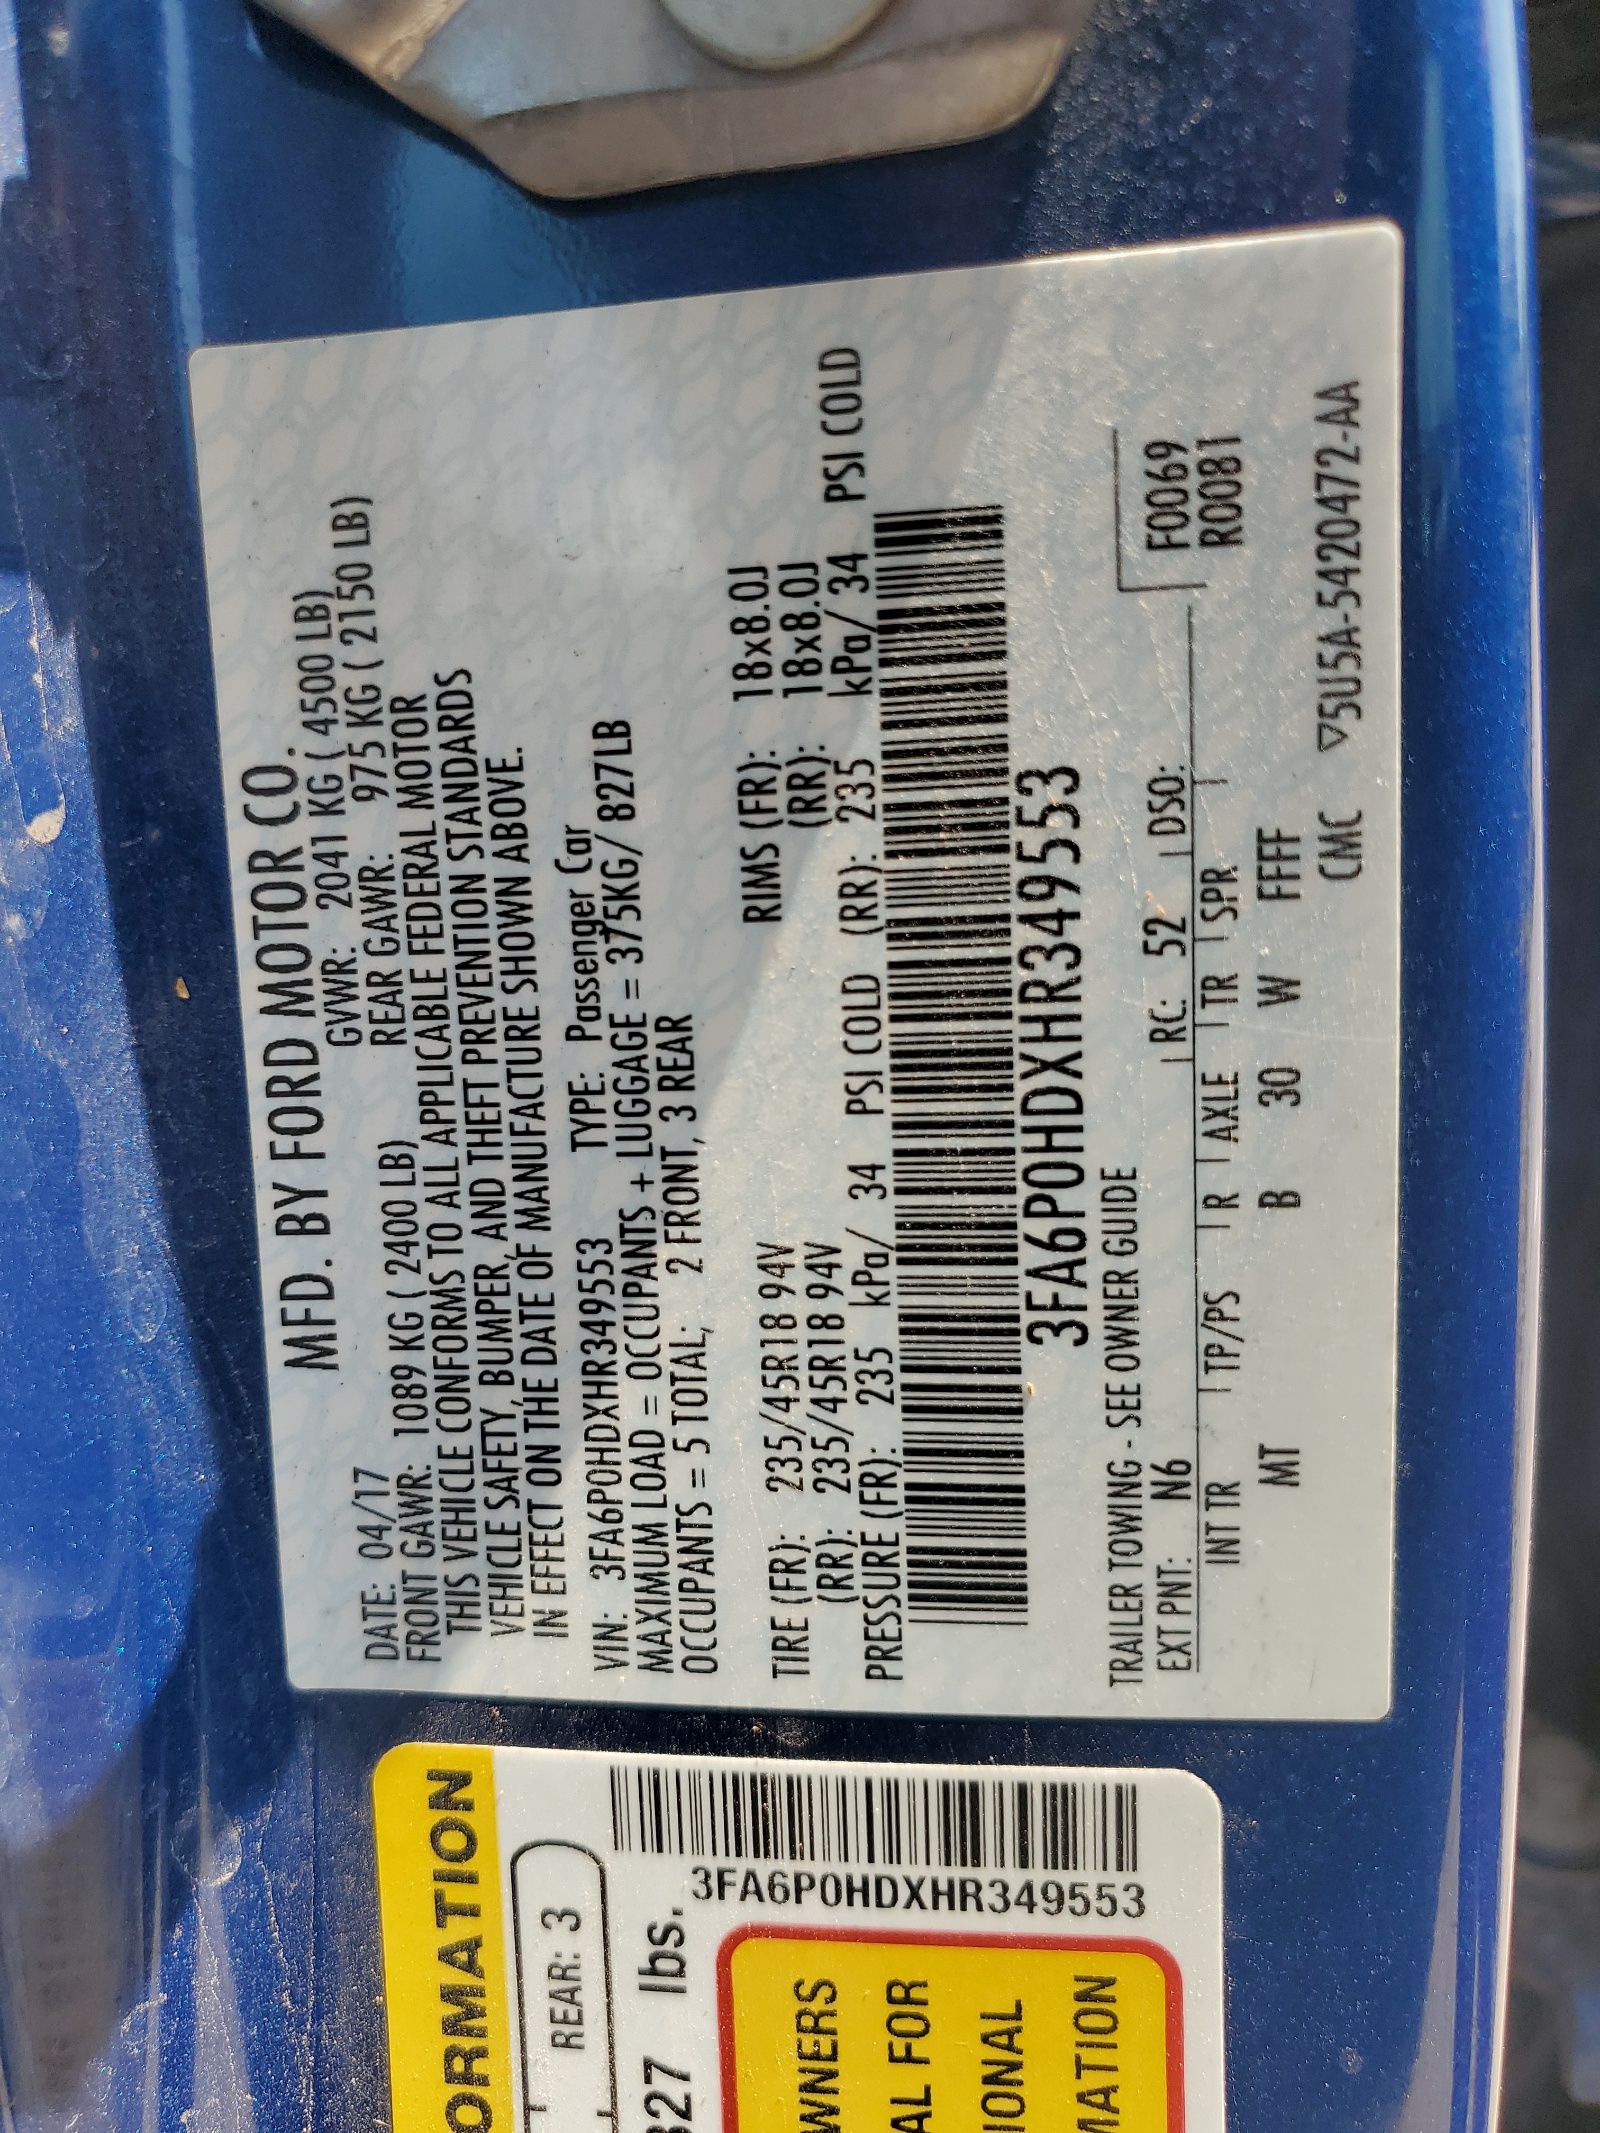 MFD. BY FORD MOTOR CO.
DATE: 04/17 GVWR: 2041 KG ( 4500 LB)
FRONT GAWR: 1089 KG ( 2400 LB) REAR GAWR: 975 KG ( 2150 LB)
THIS VEHICLE CONFORMS TO ALL APPLICABLE FEDERAL MOTOR
VEHICLE SAFETY, BUMPER, AND THEFT PREVENTION STANDARDS
IN EFFECT ON THE DATE OF MANUFACTURE SHOWN ABOVE.
VIN: 3FA6P0HDXHR349553 TYPE: Passenger Car
MAXIMUM LOAD = OCCUPANTS + LUGGAGE = 375KG/ 827LB
OCCUPANTS = 5 TOTAL; 2 FRONT, 3 REAR
TIRE (FR): 235/45R18 94V RIMS (FR): 18x8.0J
(RR): 235/45R18 94V (RR): 18x8.0J
PRESSURE (FR): 235 kPa/ 34 PSI COLD (RR): 235 kPa/ 34 PSI COLD
3FA6P0HDXHR349553
TRAILER TOWING - SEE OWNER GUIDE
EXT PNT: N6 RC: 52 DSO: F0069
R0081
INT TR TP/PS R AXLE TR SPR
MT B 30 W FFFF
CMC ▽5U5A-5420472-AA
ORMATION
REAR: 3
827 lbs.
3FA6P0HDXHR349553
WNERS
AL FOR
IONAL
MATION